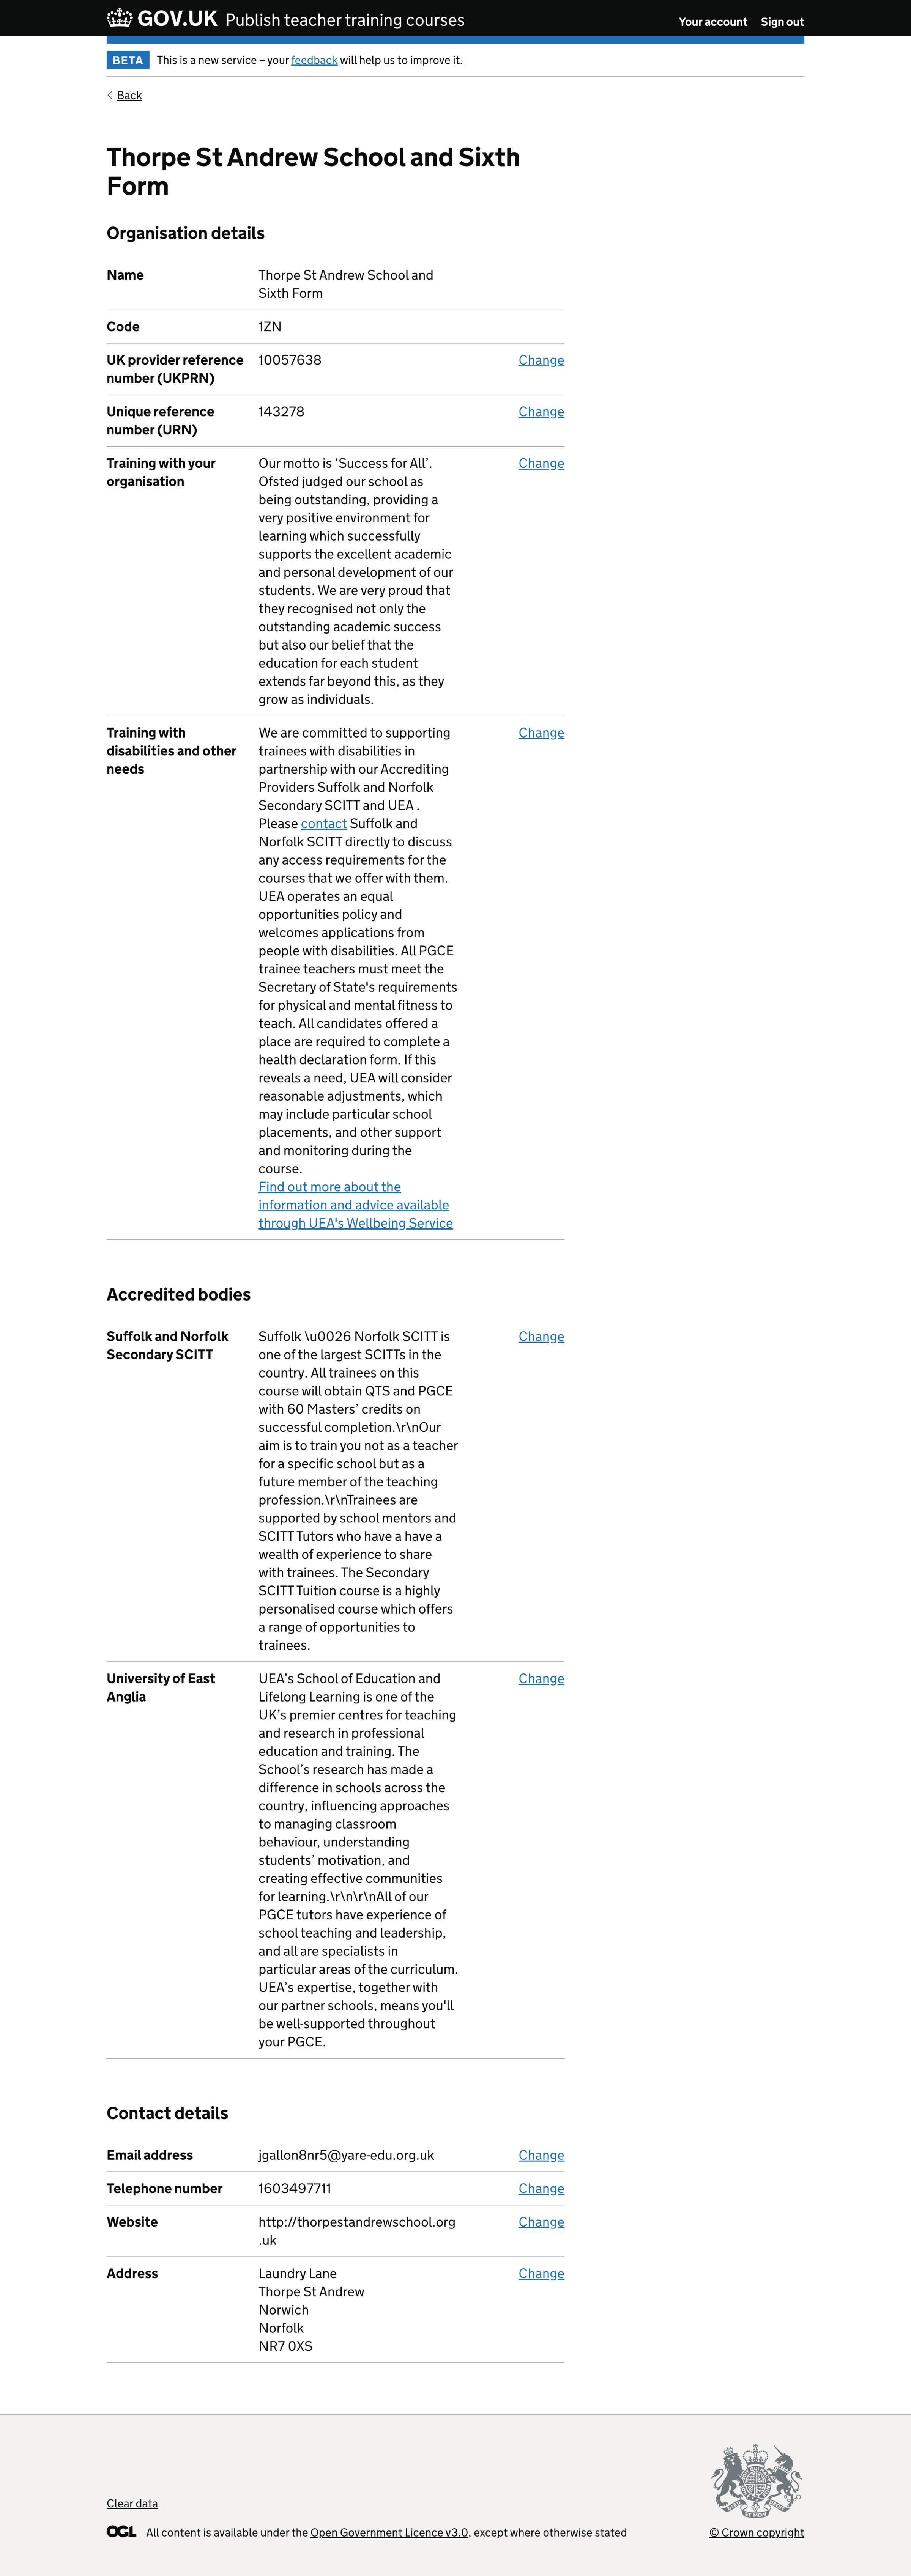 GOV.UK Publish teacher training courses
Your account Sign out
BETA This is a new service – your feedback will help us to improve it.
Back
Thorpe St Andrew School and Sixth
Form
Organisation details
Name
Thorpe St Andrew School and
Sixth Form
Code
1ZN
UK provider reference
number (UKPRN)
10057638
Change
Unique reference
number (URN)
143278
Change
Training with your
organisation
Our motto is ‘Success for All’.
Ofsted judged our school as
being outstanding, providing a
very positive environment for
learning which successfully
supports the excellent academic
and personal development of our
students. We are very proud that
they recognised not only the
outstanding academic success
but also our belief that the
education for each student
extends far beyond this, as they
grow as individuals.
Change
Training with
disabilities and other
needs
We are committed to supporting
trainees with disabilities in
partnership with our Accrediting
Providers Suffolk and Norfolk
Secondary SCITT and UEA .
Please contact Suffolk and
Norfolk SCITT directly to discuss
any access requirements for the
courses that we offer with them.
UEA operates an equal
opportunities policy and
welcomes applications from
people with disabilities. All PGCE
trainee teachers must meet the
Secretary of State's requirements
for physical and mental fitness to
teach. All candidates offered a
place are required to complete a
health declaration form. If this
reveals a need, UEA will consider
reasonable adjustments, which
may include particular school
placements, and other support
and monitoring during the
course.
Find out more about the
information and advice available
through UEA's Wellbeing Service
Change
Accredited bodies
Suffolk and Norfolk
Secondary SCITT
Suffolk \u0026 Norfolk SCITT is
one of the largest SCITTs in the
country. All trainees on this
course will obtain QTS and PGCE
with 60 Masters’ credits on
successful completion.\r\nOur
aim is to train you not as a teacher
for a specific school but as a
future member of the teaching
profession.\r\nTrainees are
supported by school mentors and
SCITT Tutors who have a have a
wealth of experience to share
with trainees. The Secondary
SCITT Tuition course is a highly
personalised course which offers
a range of opportunities to
trainees.
Change
University of East
Anglia
UEA’s School of Education and
Lifelong Learning is one of the
UK’s premier centres for teaching
and research in professional
education and training. The
School’s research has made a
difference in schools across the
country, influencing approaches
to managing classroom
behaviour, understanding
students’ motivation, and
creating effective communities
for learning.\r\n\r\nAll of our
PGCE tutors have experience of
school teaching and leadership,
and all are specialists in
particular areas of the curriculum.
UEA’s expertise, together with
our partner schools, means you'll
be well-supported throughout
your PGCE.
Change
Contact details
Email address
jgallon8nr5@yare-edu.org.uk
Change
Telephone number
1603497711
Change
Website
http://thorpestandrewschool.org
.uk
Change
Address
Laundry Lane
Thorpe St Andrew
Norwich
Norfolk
NR7 0XS
Change
Clear data
OGL All content is available under the Open Government Licence v3.0, except where otherwise stated
© Crown copyright